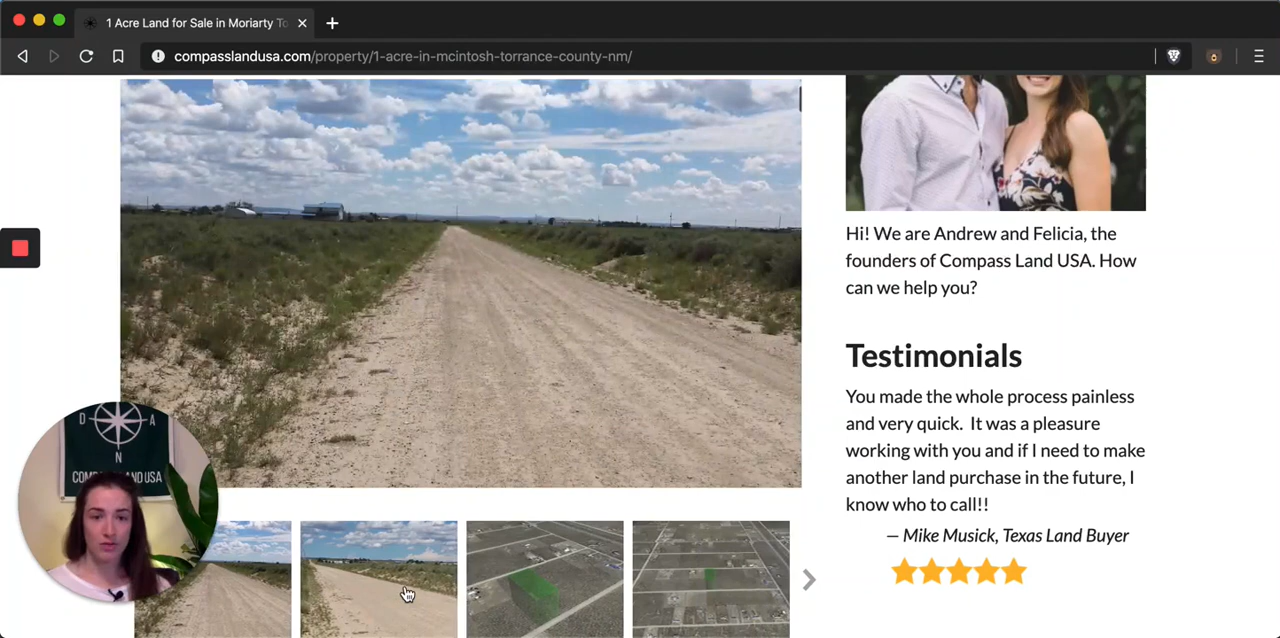 1 Acre Land for Sale in Moriarty To
compasslandusa.com/property/1-acre-in-mcintosh-torrance-county-nm/
Hi! We are Andrew and Felicia, the
founders of Compass Land USA. How
can we help you?
Testimonials
You made the whole process painless
and very quick. It was a pleasure
working with you and if I need to make
another land purchase in the future, I
know who to call!!
— Mike Musick, Texas Land Buyer
D A
N